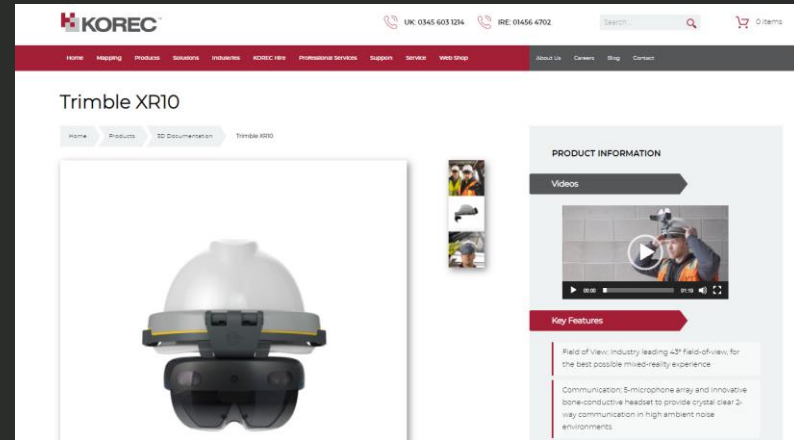 KOREC
UK: 0345 603 1214 IRE: 01456 4702 Search... 0 items
Home Mapping Products Solutions Industries KOREC Hire Professional Services Support Service Web Shop About Us Careers Blog Contact
Trimble XR10
Home Products 3D Documentation Trimble XR10
PRODUCT INFORMATION
Videos
00:00 01:19
Key Features
Field of View; Industry leading 43° field-of-view, for
the best possible mixed-reality experience
Communication; 5-microphone array and innovative
bone-conductive headset to provide crystal clear 2-
way communication in high ambient noise
environments